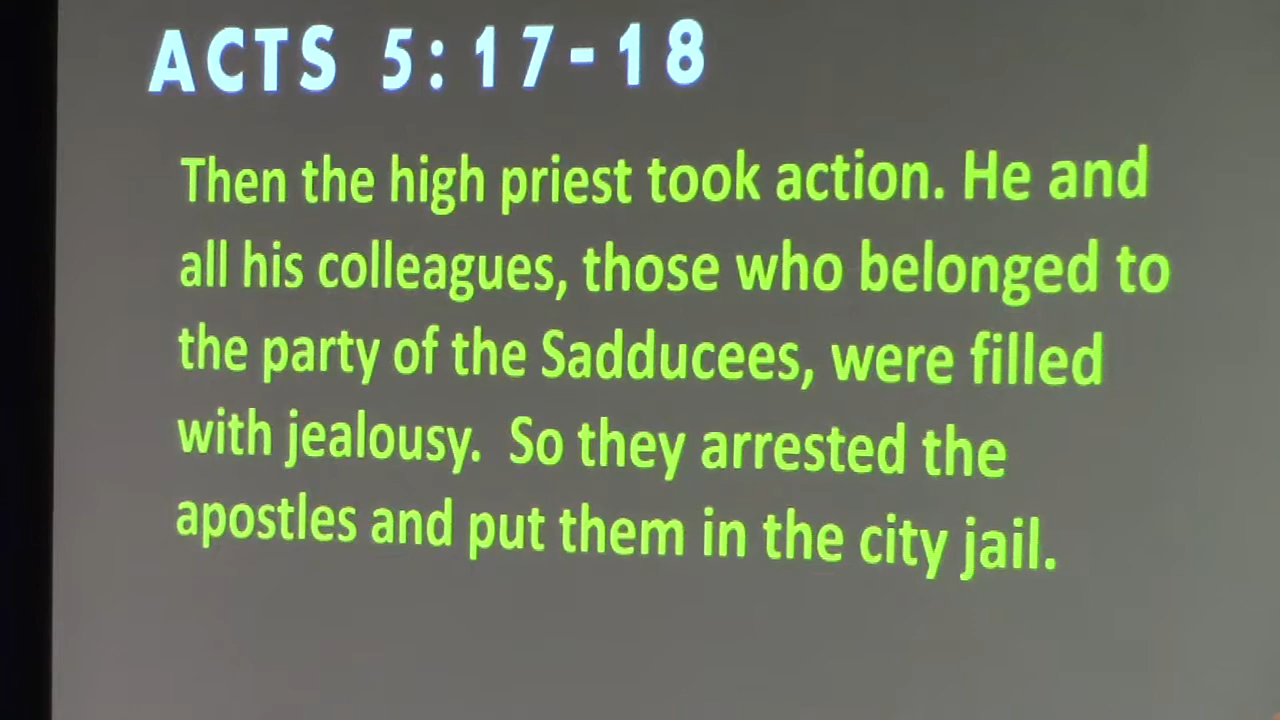 ACTS 5:17-18
Then the high priest took action. He and
all his colleagues, those who belonged to
the party of the Sadducees, were filled
with jealousy.  So they arrested the
apostles and put them in the city jail.